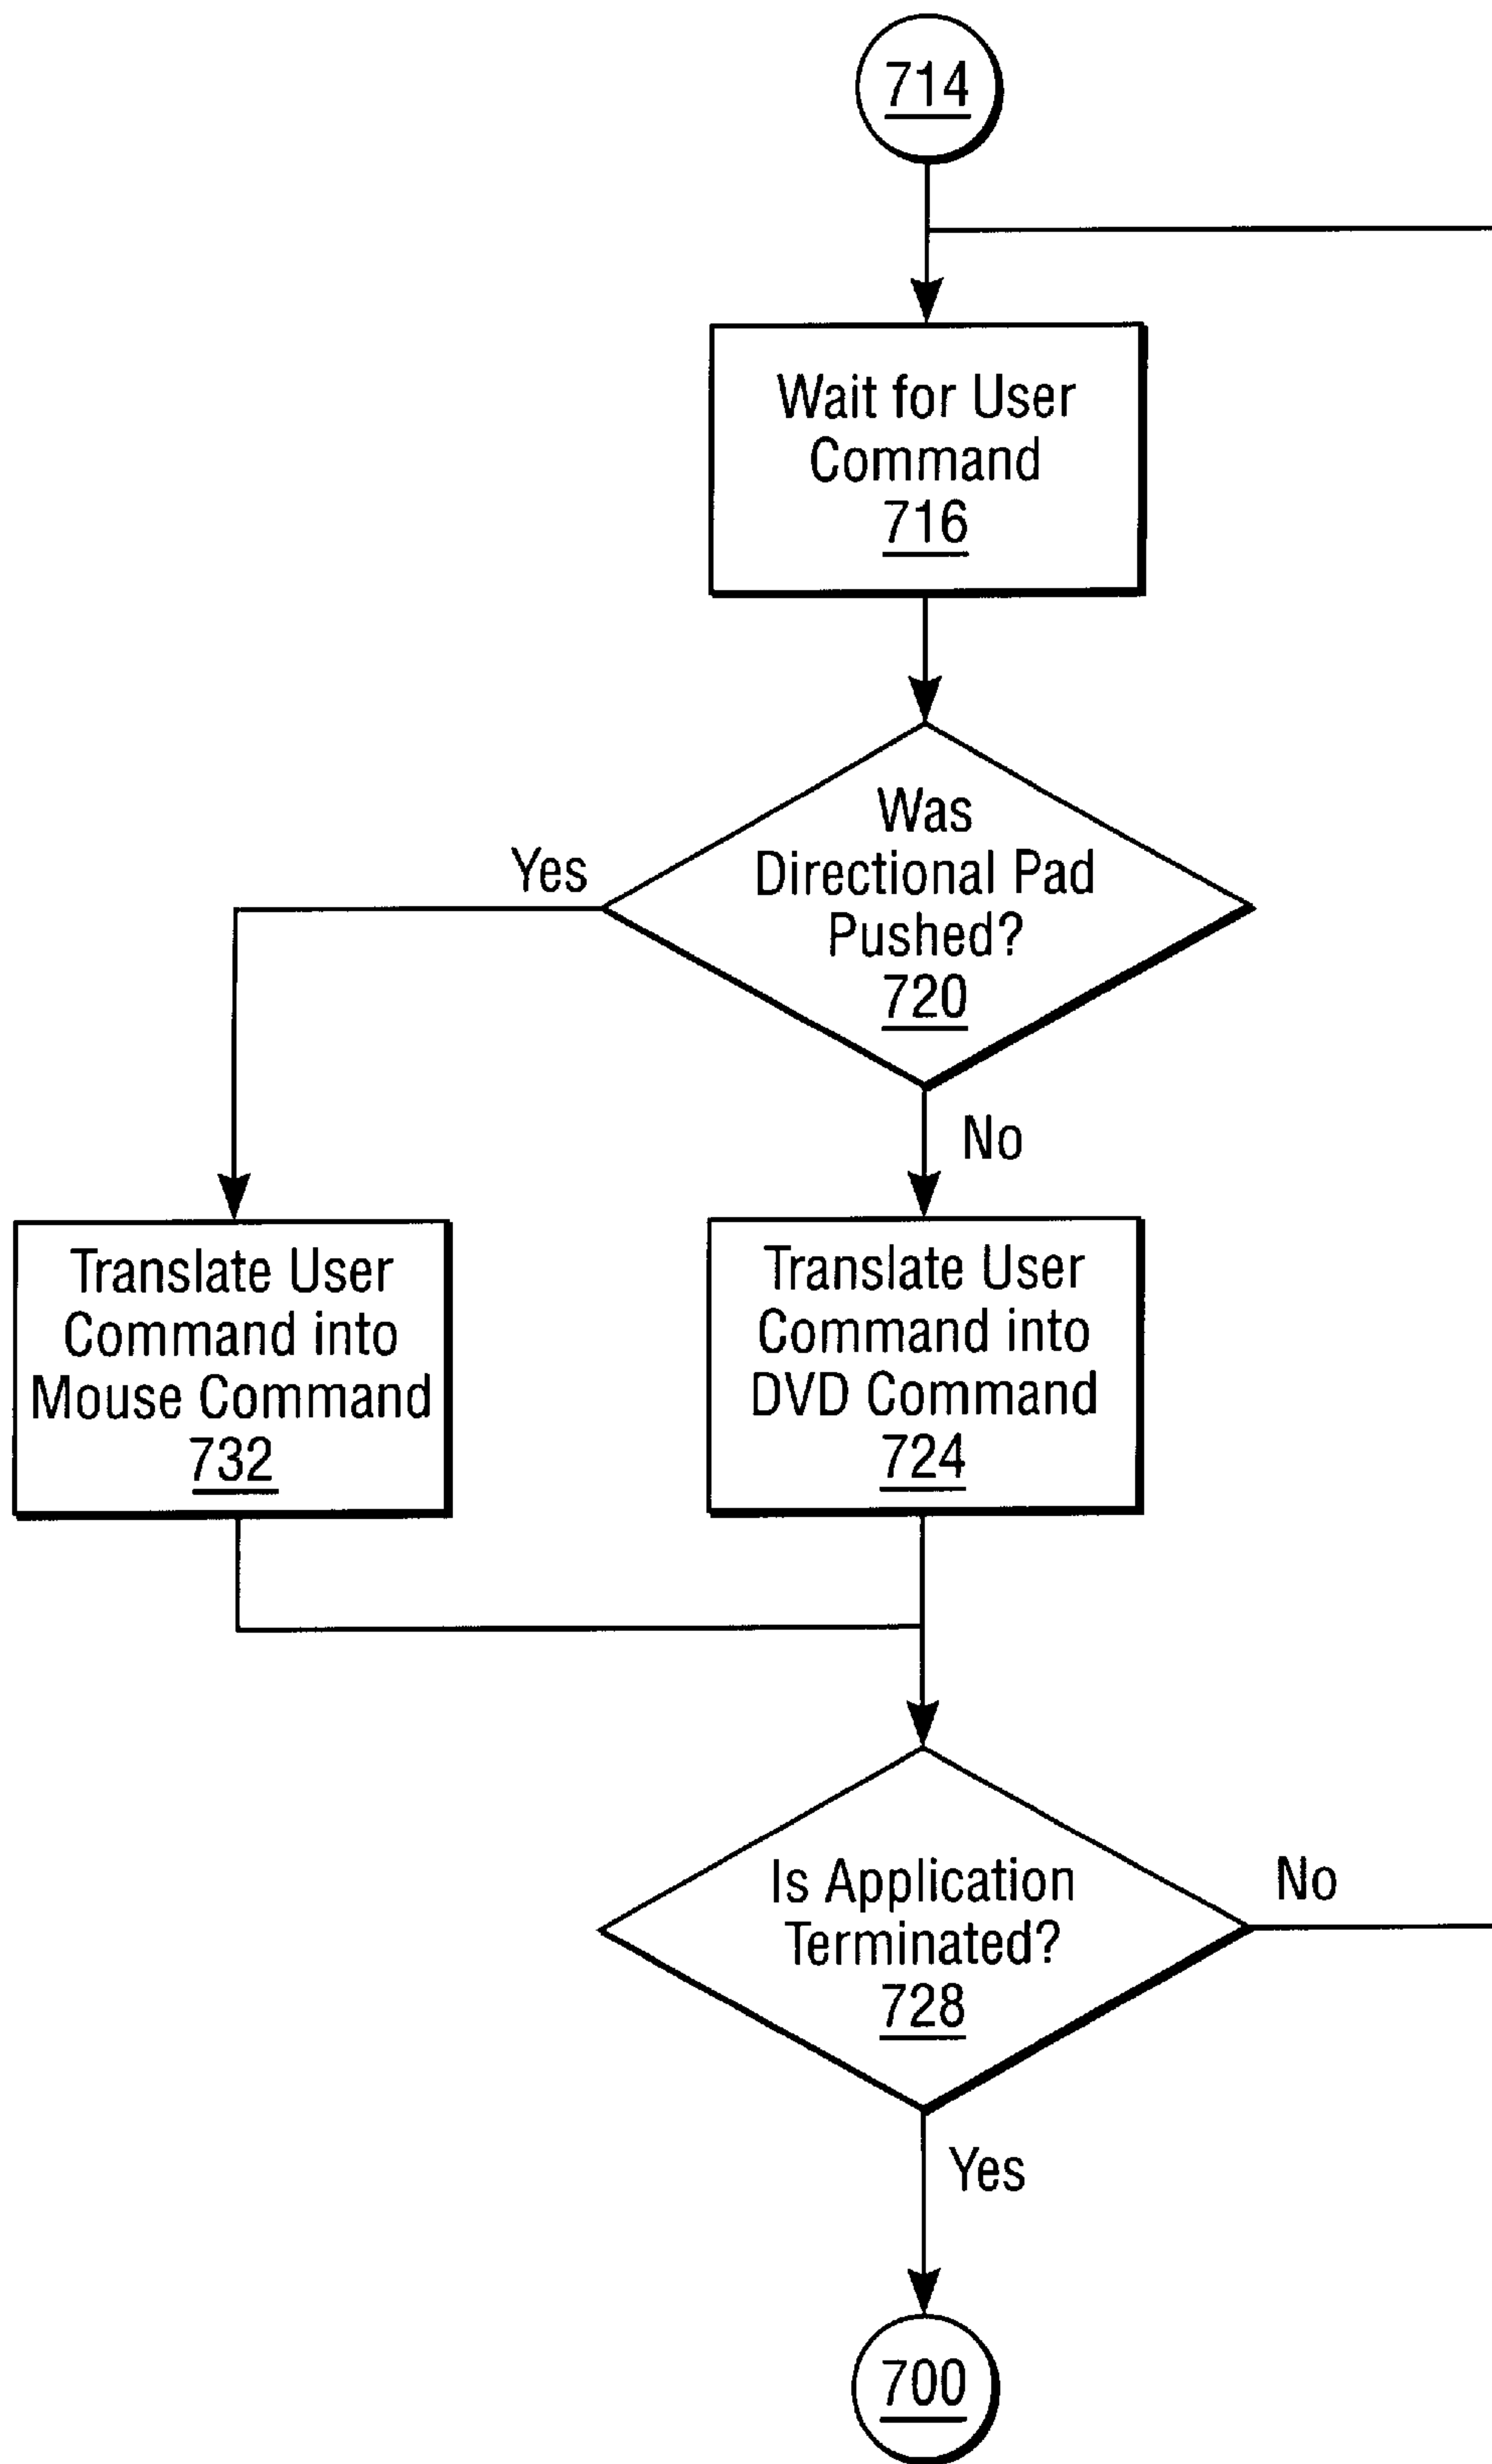 714
Wait for User
Command
716
Was
Directional Pad
Pushed?
720
Yes
No
Translate User
Command into
Mouse Command
732
Translate User
Command into
DVD Command
724
Is Application
Terminated?
728
No
Yes
700